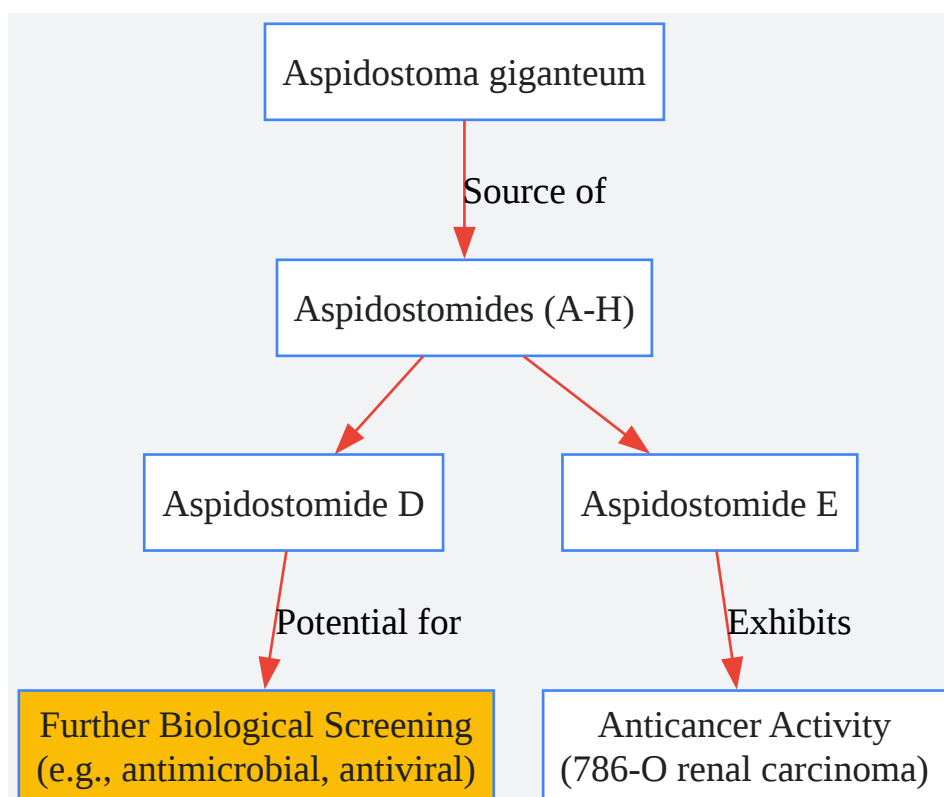 Aspidostoma giganteum
Source of
Aspidostomides (A-H)
Aspidostomide D
Aspidostomide E
Potential for
Exhibits
Further Biological Screening
(e.g., antimicrobial, antiviral)
Anticancer Activity
(786-O renal carcinoma)